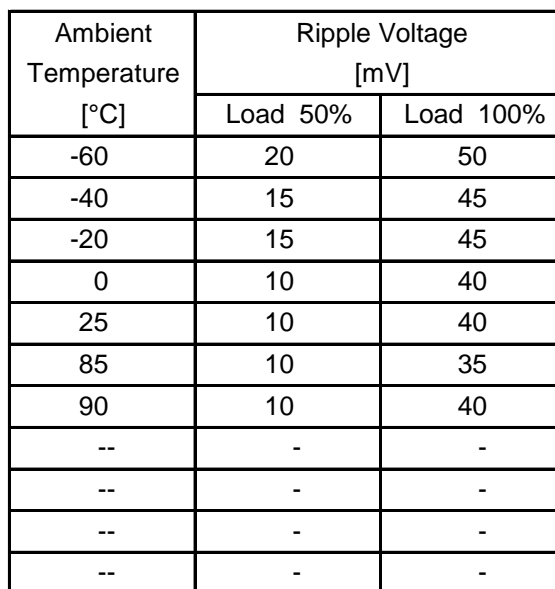 Ambient Temperature [°C] Ripple Voltage [mV]
Load 50% Load 100%
-60 20 50
-40 15 45
-20 15 45
0 10 40
25 10 40
85 10 35
90 10 40
-- - -
-- - -
-- - -
-- - -